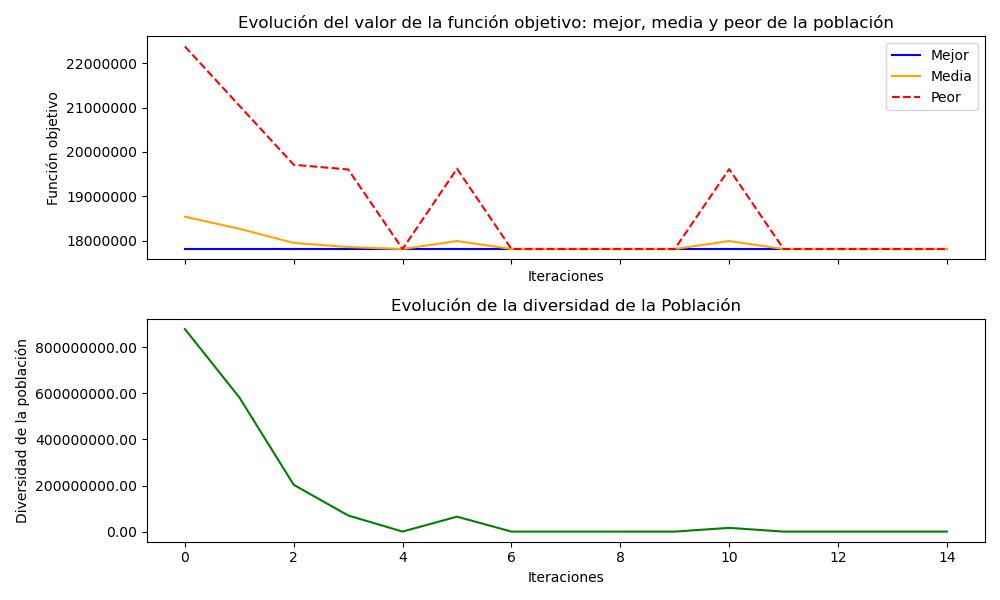 Evolución del valor de la función objetivo: mejor, media y peor de la población
Función objetivo
22000000
21000000
20000000
19000000
18000000
Mejor
Media
Peor
Iteraciones
Evolución de la diversidad de la Población
Diversidad de la población
800000000.00
600000000.00
400000000.00
200000000.00
0.00
0 2 4 6 8 10 12 14
Iteraciones